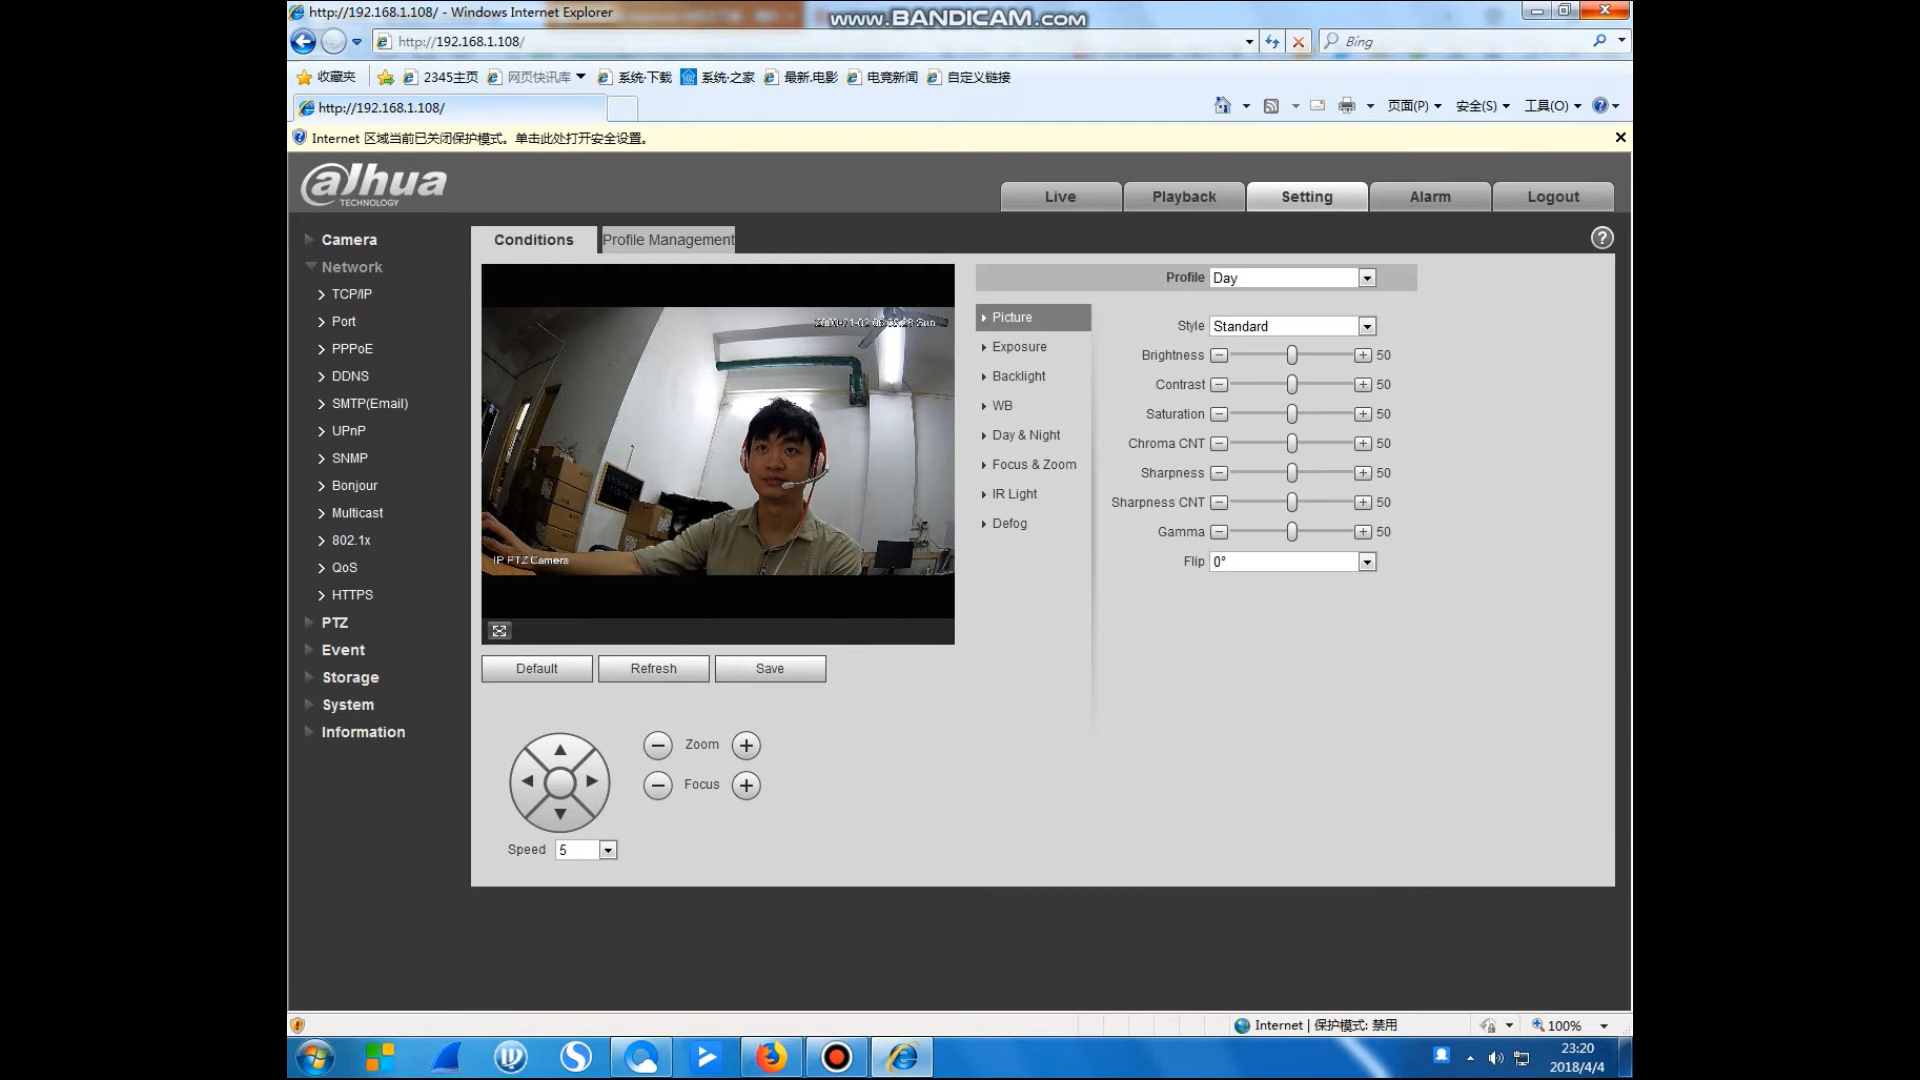 http://192.168.1.108/ - Windows Internet Explorer
www.BANDICAM.com
http://192.168.1.108/
Bing
收藏夹
2345主页
网页快讯库
系统·下载
系统·之家
最新.电影
电竞新闻
自定义链接
http://192.168.1.108/
页面(P)
安全(S)
工具(O)
Internet 区域当前已关闭保护模式。单击此处打开安全设置。
alhua
TECHNOLOGY
Live
Playback
Setting
Alarm
Logout
Camera
Network
TCP/IP
Port
PPPoE
DDNS
SMTP(Email)
UPnP
SNMP
Bonjour
Multicast
802.1x
QoS
HTTPS
PTZ
Event
Storage
System
Information
Conditions
Profile Management
IP PTZ Camera
Default
Refresh
Save
Zoom
Focus
Speed 5
Profile Day
Picture
Exposure
Backlight
WB
Day & Night
Focus & Zoom
IR Light
Defog
Style Standard
Brightness 50
Contrast 50
Saturation 50
Chroma CNT 50
Sharpness 50
Sharpness CNT 50
Gamma 50
Flip 0°
Internet | 保护模式: 禁用
100%
23:20
2018/4/4